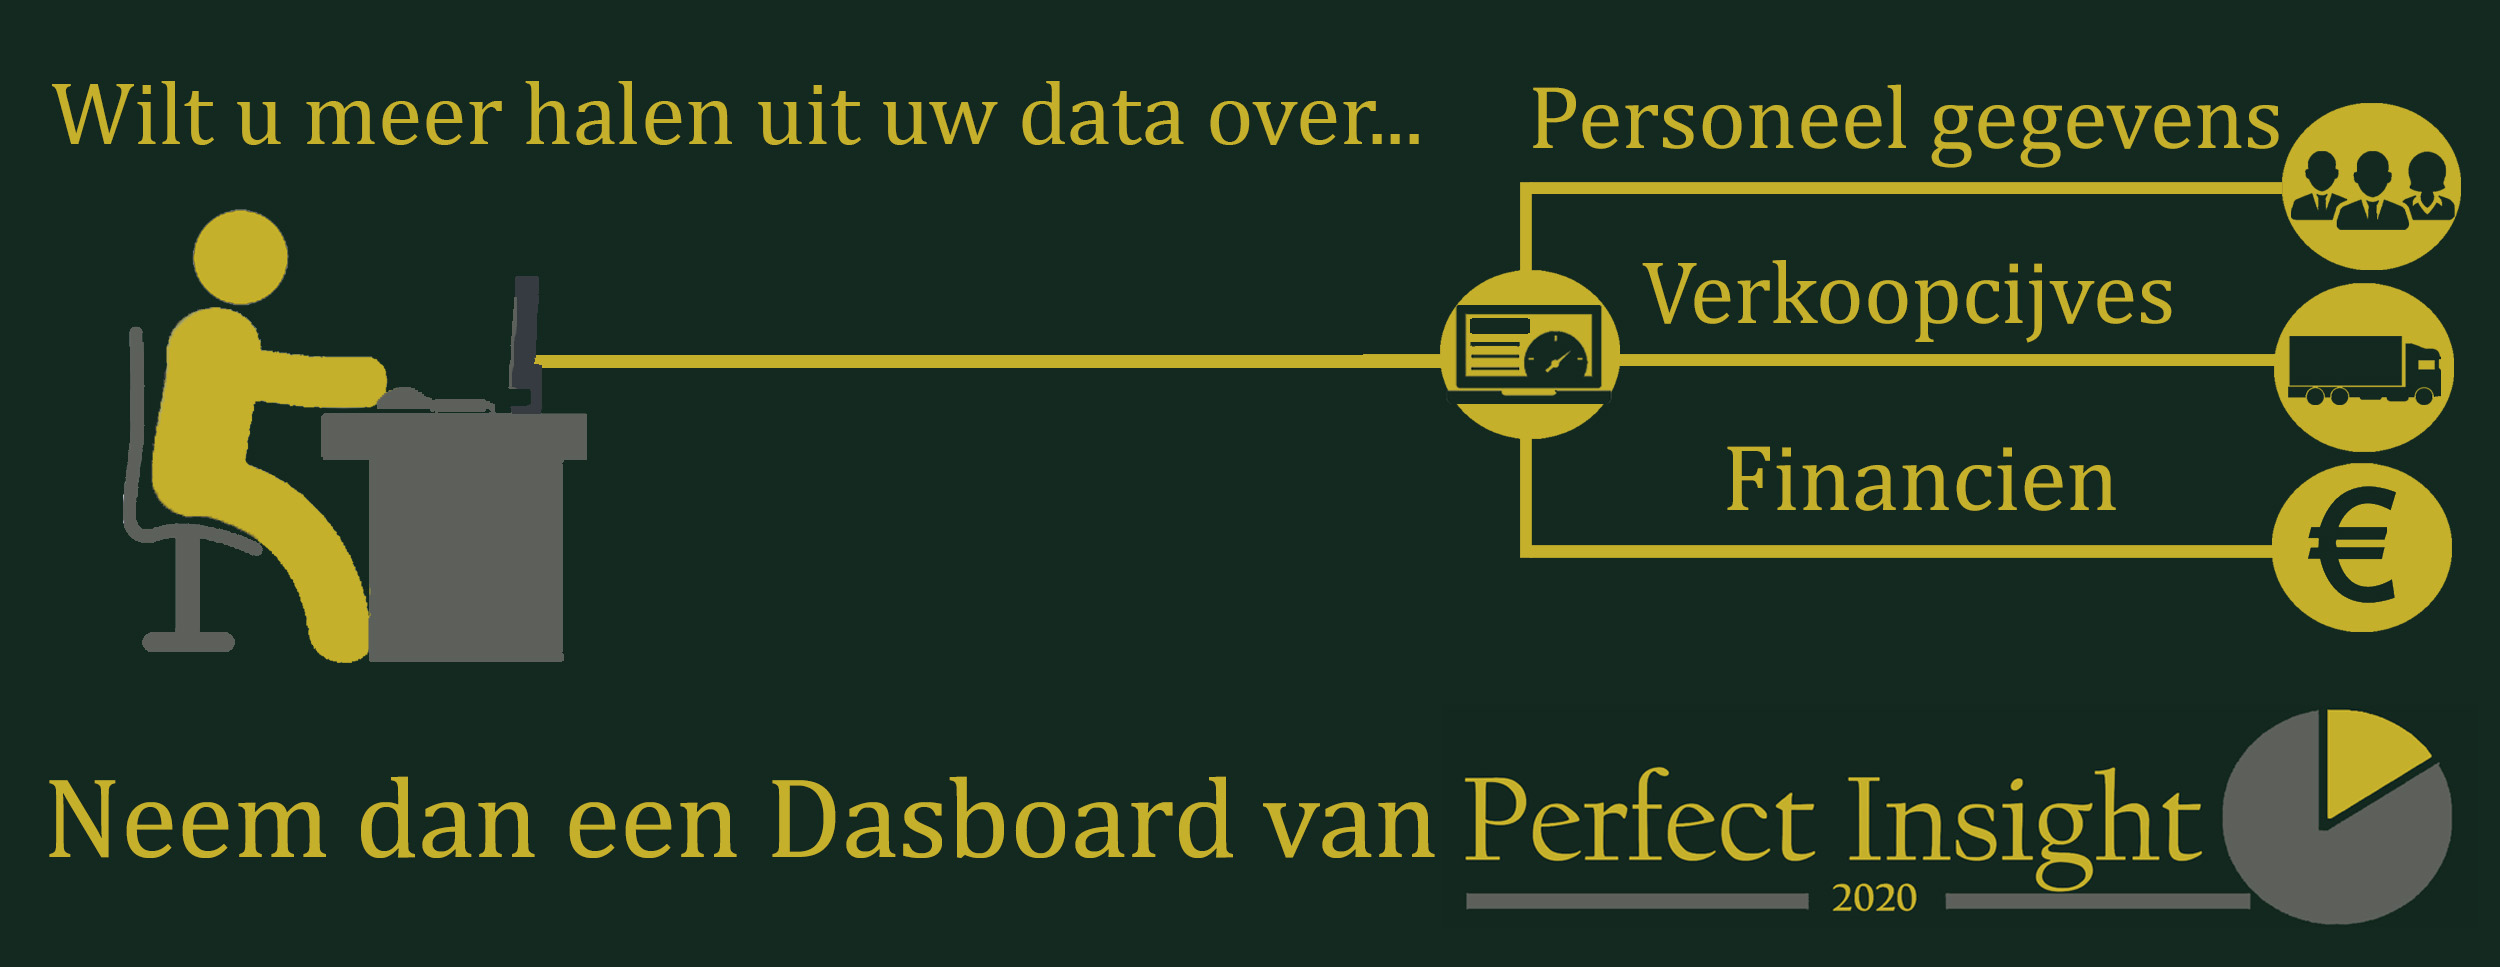 Wilt u meer halen uit uw data over...
Personeel gegevens
Verkoopcijves
Financien
€
Neem dan een Dasboard van Perfect Insight
2020